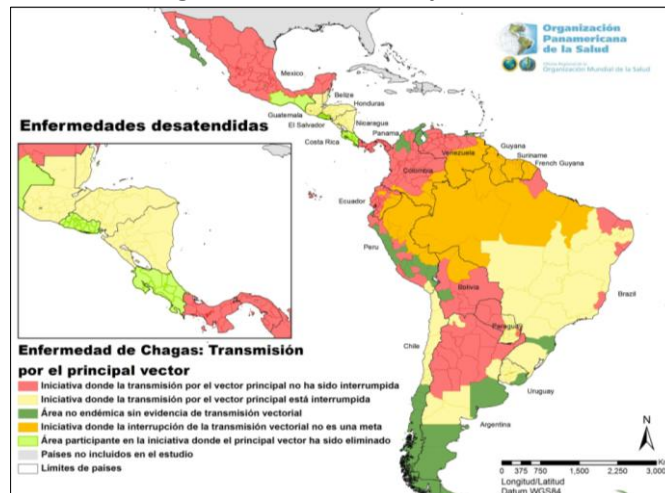 Organización
Panamericana
de la Salud
Organización Mundial de la Salud
Mexico
Belize
Honduras
Guatemala
El Salvador
Nicaragua
Costa Rica
Panama
Enfermedades desatendidas
Venezuela
Guyana
Suriname
French Guyana
Colombia
Ecuador
Peru
Brazil
Bolivia
Paraguay
Chile
Uruguay
Argentina
Enfermedad de Chagas: Transmisión
por el principal vector
Iniciativa donde la transmisión por el vector principal no ha sido interrumpida
Iniciativa donde la transmisión por el vector principal está interrumpida
Área no endémica sin evidencia de transmisión vectorial
Iniciativa donde la interrupción de la transmisión vectorial no es una meta
Área participante en la iniciativa donde el principal vector ha sido eliminado
Países no incluidos en el estudio
Límites de países
N
0 375 750 1,500 2,250 3,000
Longitud/Latitud
Datum WGS84